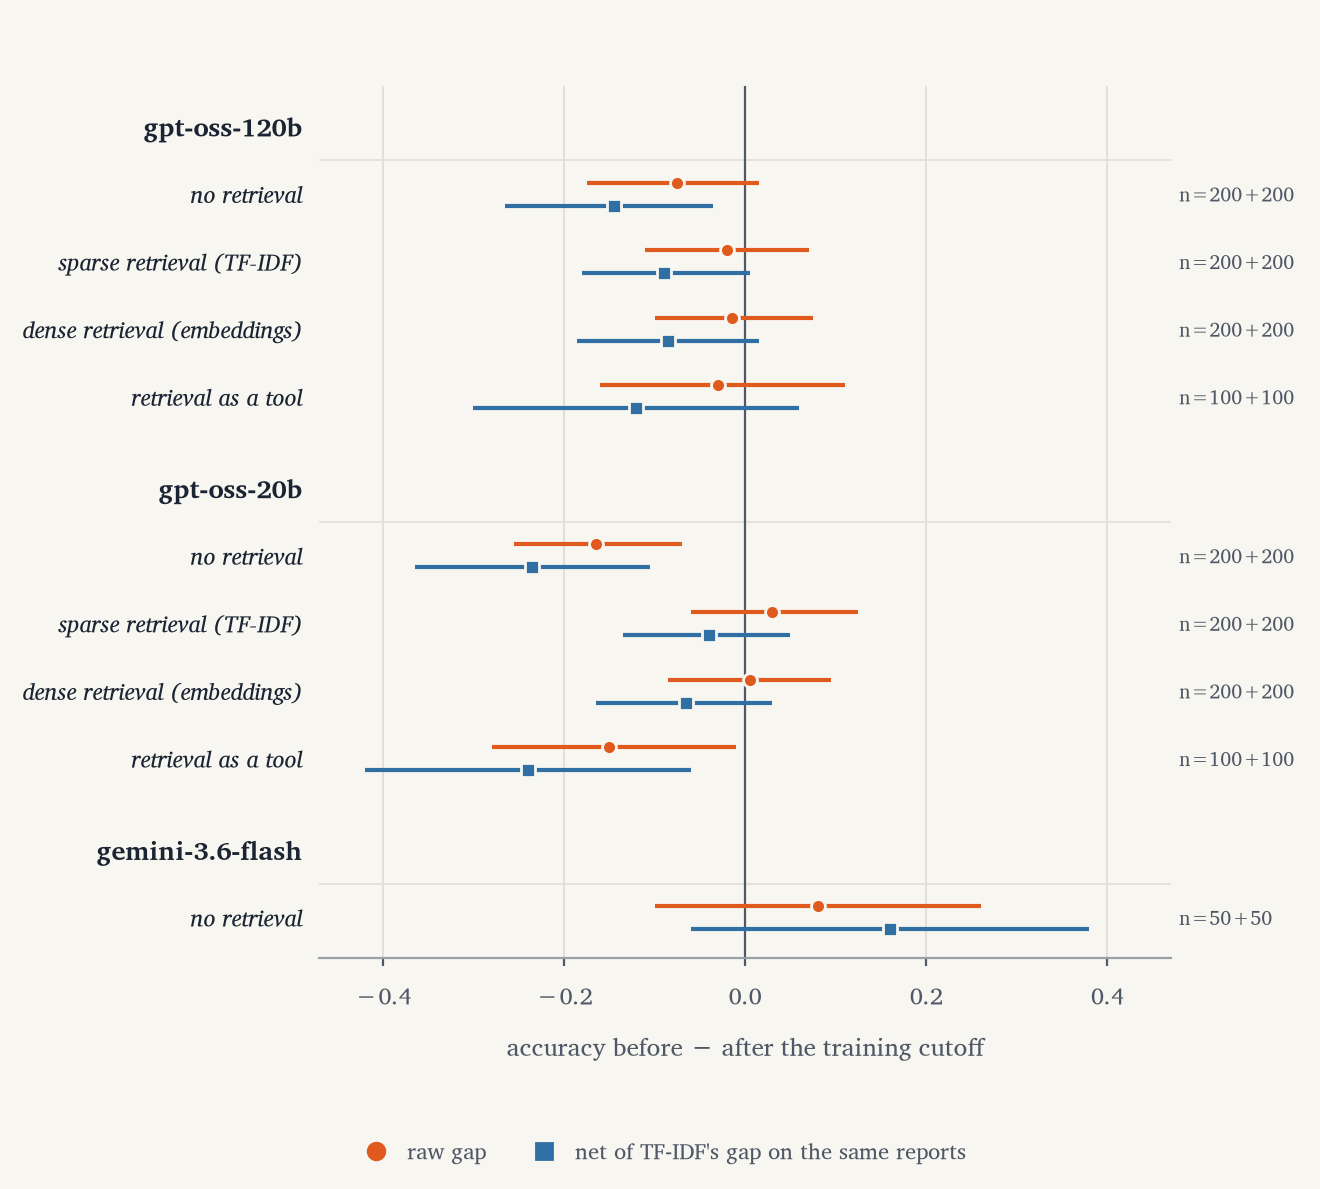 gpt-oss-120b
no retrieval n=200+200
sparse retrieval (TF-IDF) n=200+200
dense retrieval (embeddings) n=200+200
retrieval as a tool n=100+100
gpt-oss-20b
no retrieval n=200+200
sparse retrieval (TF-IDF) n=200+200
dense retrieval (embeddings) n=200+200
retrieval as a tool n=100+100
gemini-3.6-flash
no retrieval n=50+50
−0.4 −0.2 0.0 0.2 0.4
accuracy before − after the training cutoff
raw gap net of TF-IDF's gap on the same reports